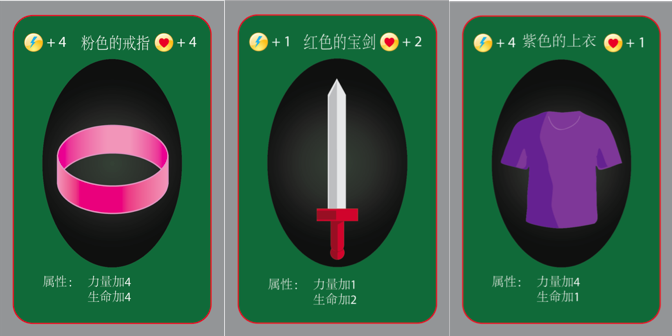 + 4 粉色的戒指 + 4
属性： 力量加4
生命加4
+ 1 红色的宝剑 + 2
属性： 力量加1
生命加2
+ 4 紫色的上衣 + 1
属性： 力量加4
生命加1